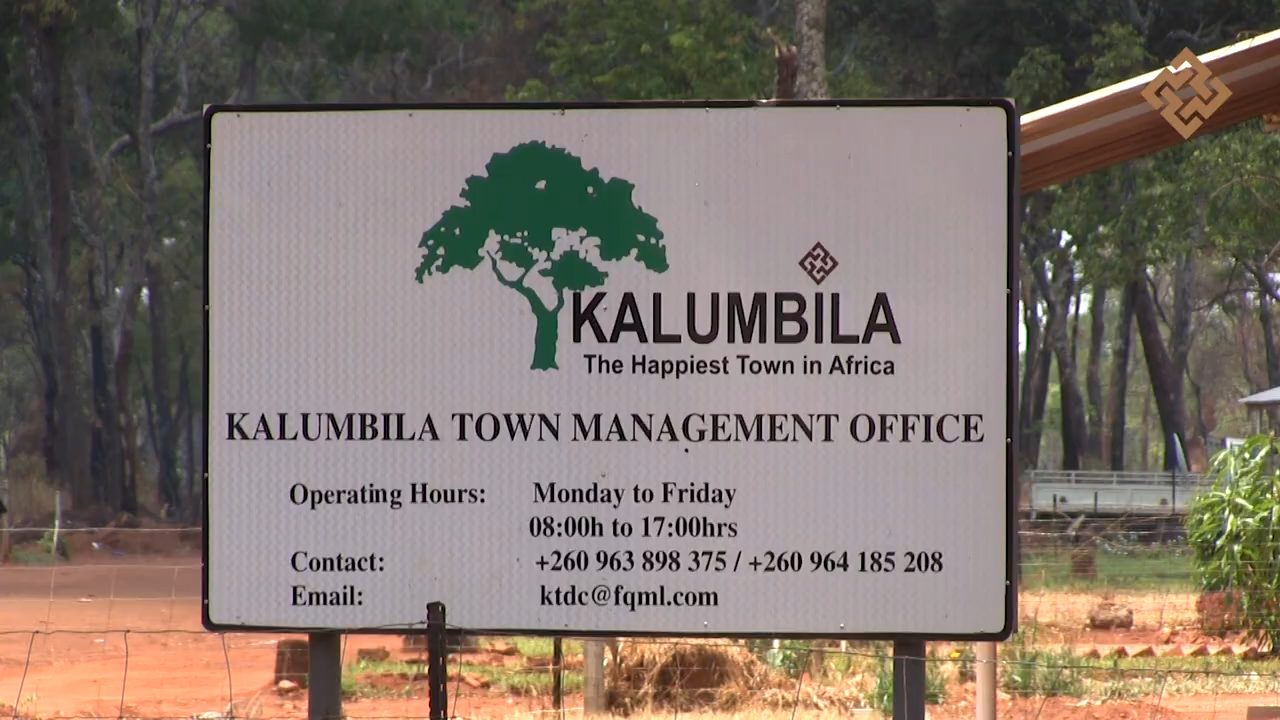 KALUMBILA
The Happiest Town in Africa
KALUMBILA TOWN MANAGEMENT OFFICE
Operating Hours: Monday to Friday
08:00h to 17:00hrs
Contact: +260 963 898 375 / +260 964 185 208
Email: ktdc@fqml.com